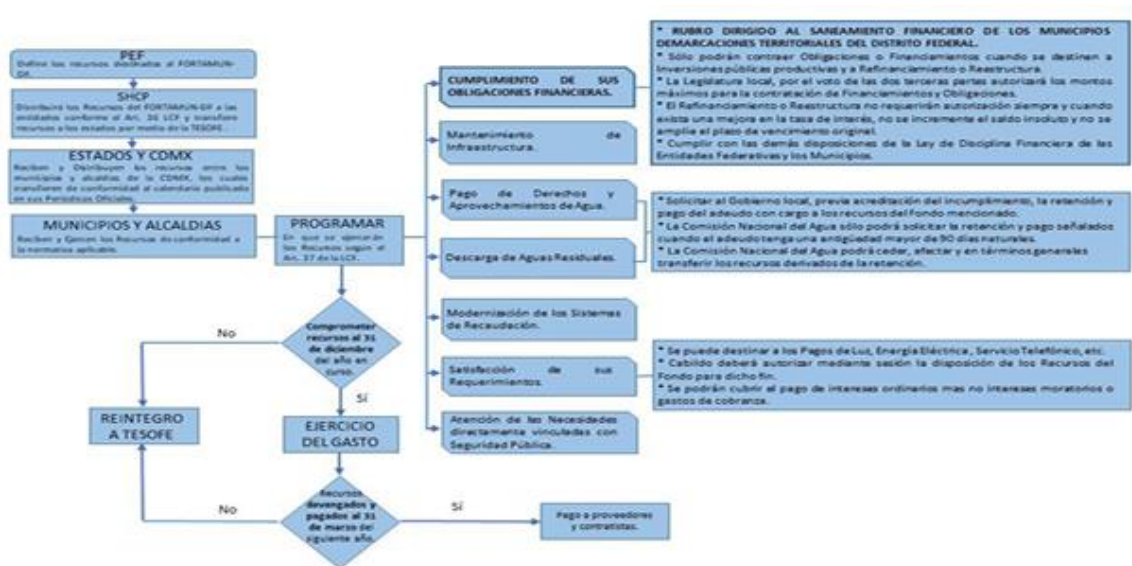 PEF
Define los recursos destinados al FORTAMUN-
DF.
SHCP
Distribuirá los Recursos del FORTAMUN-DF a las
entidades conforme al Art. 36 LCF y transfiere
recursos a los estados por medio de la TESOFE.
ESTADOS Y CDMX
Reciben y Distribuyen los recursos entre los
municipios y alcaldías de la CDMX, los cuales
transfieren de conformidad al calendario publicado
en sus Periódicos Oficiales.
MUNICIPIOS Y ALCALDIAS
Reciben y Ejercen los Recursos de conformidad a
la normativa aplicable.
PROGRAMAR
En que se ejercerán
los Recursos según el
Art. 37 de la LCF.
Comprometer
recursos al 31
de diciembre
del año en
curso.
No
Sí
REINTEGRO
A TESOFE
EJERCICIO
DEL GASTO
Recursos
devengados y
pagados al 31
de marzo del
siguiente año.
No
Sí
Pago a proveedores
y contratistas.
CUMPLIMIENTO DE SUS
OBLIGACIONES FINANCIERAS.
Mantenimiento de
Infraestructura.
Pago de Derechos y
Aprovechamientos de Agua.
Descarga de Aguas Residuales.
Modernización de los Sistemas
de Recaudación.
Satisfacción de sus
Requerimientos.
Atención de las Necesidades
directamente vinculadas con
Seguridad Pública.
* RUBRO DIRIGIDO AL SANEAMIENTO FINANCIERO DE LOS MUNICIPIOS
DEMARCACIONES TERRITORIALES DEL DISTRITO FEDERAL.
* Sólo podrán contraer Obligaciones o Financiamientos cuando se destinen a
Inversiones públicas productivas y a Refinanciamiento o Reestructura.
* La Legislatura local, por el voto de las dos terceras partes autorizará los montos
máximos para la contratación de Financiamientos y Obligaciones.
* El Refinanciamiento o Reestructura no requerirán autorización siempre y cuando
exista una mejora en la tasa de interés, no se incremente el saldo insoluto y no se
amplíe el plazo de vencimiento original.
* Cumplir con las demás disposiciones de la Ley de Disciplina Financiera de las
Entidades Federativas y los Municipios.
* Solicitar al Gobierno local, previa acreditación del incumplimiento, la retención y
pago del adeudo con cargo a los recursos del Fondo mencionado.
* La Comisión Nacional del Agua sólo podrá solicitar la retención y pago señalados
cuando el adeudo tenga una antigüedad mayor de 90 días naturales.
* La Comisión Nacional del Agua podrá ceder, afectar y en términos generales
transferir los recursos derivados de la retención.
* Se puede destinar a los Pagos de Luz, Energía Eléctrica, Servicio Telefónico, etc.
* Cabildo deberá autorizar mediante sesión la disposición de los Recursos del
Fondo para dicho fin.
* Se podrán cubrir el pago de intereses ordinarios mas no intereses moratorios o
gastos de cobranza.